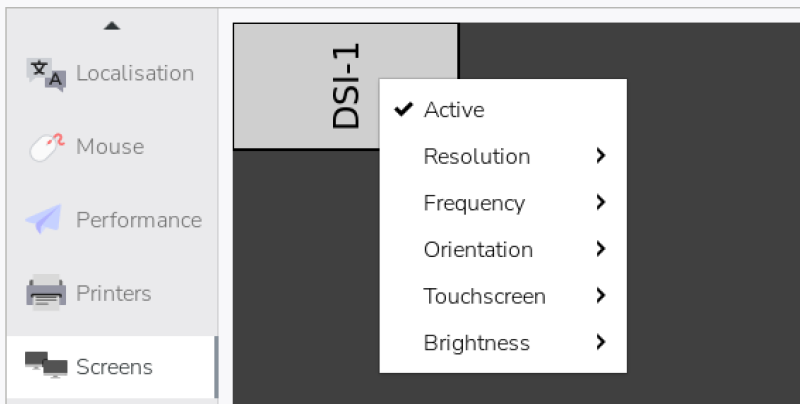 Localisation
Mouse
Performance
Printers
Screens
DSI-1
Active
Resolution
Frequency
Orientation
Touchscreen
Brightness